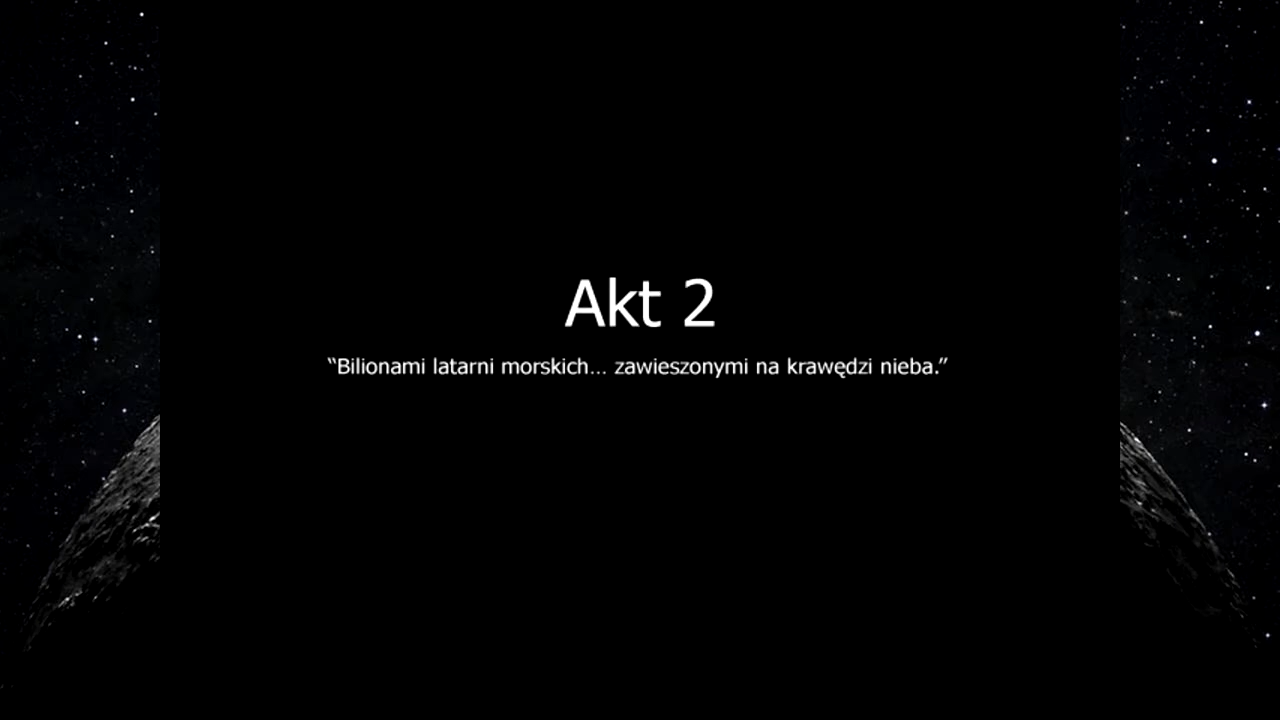 Akt 2
“Bilionami latarni morskich... zawieszonymi na krawędzi nieba.”